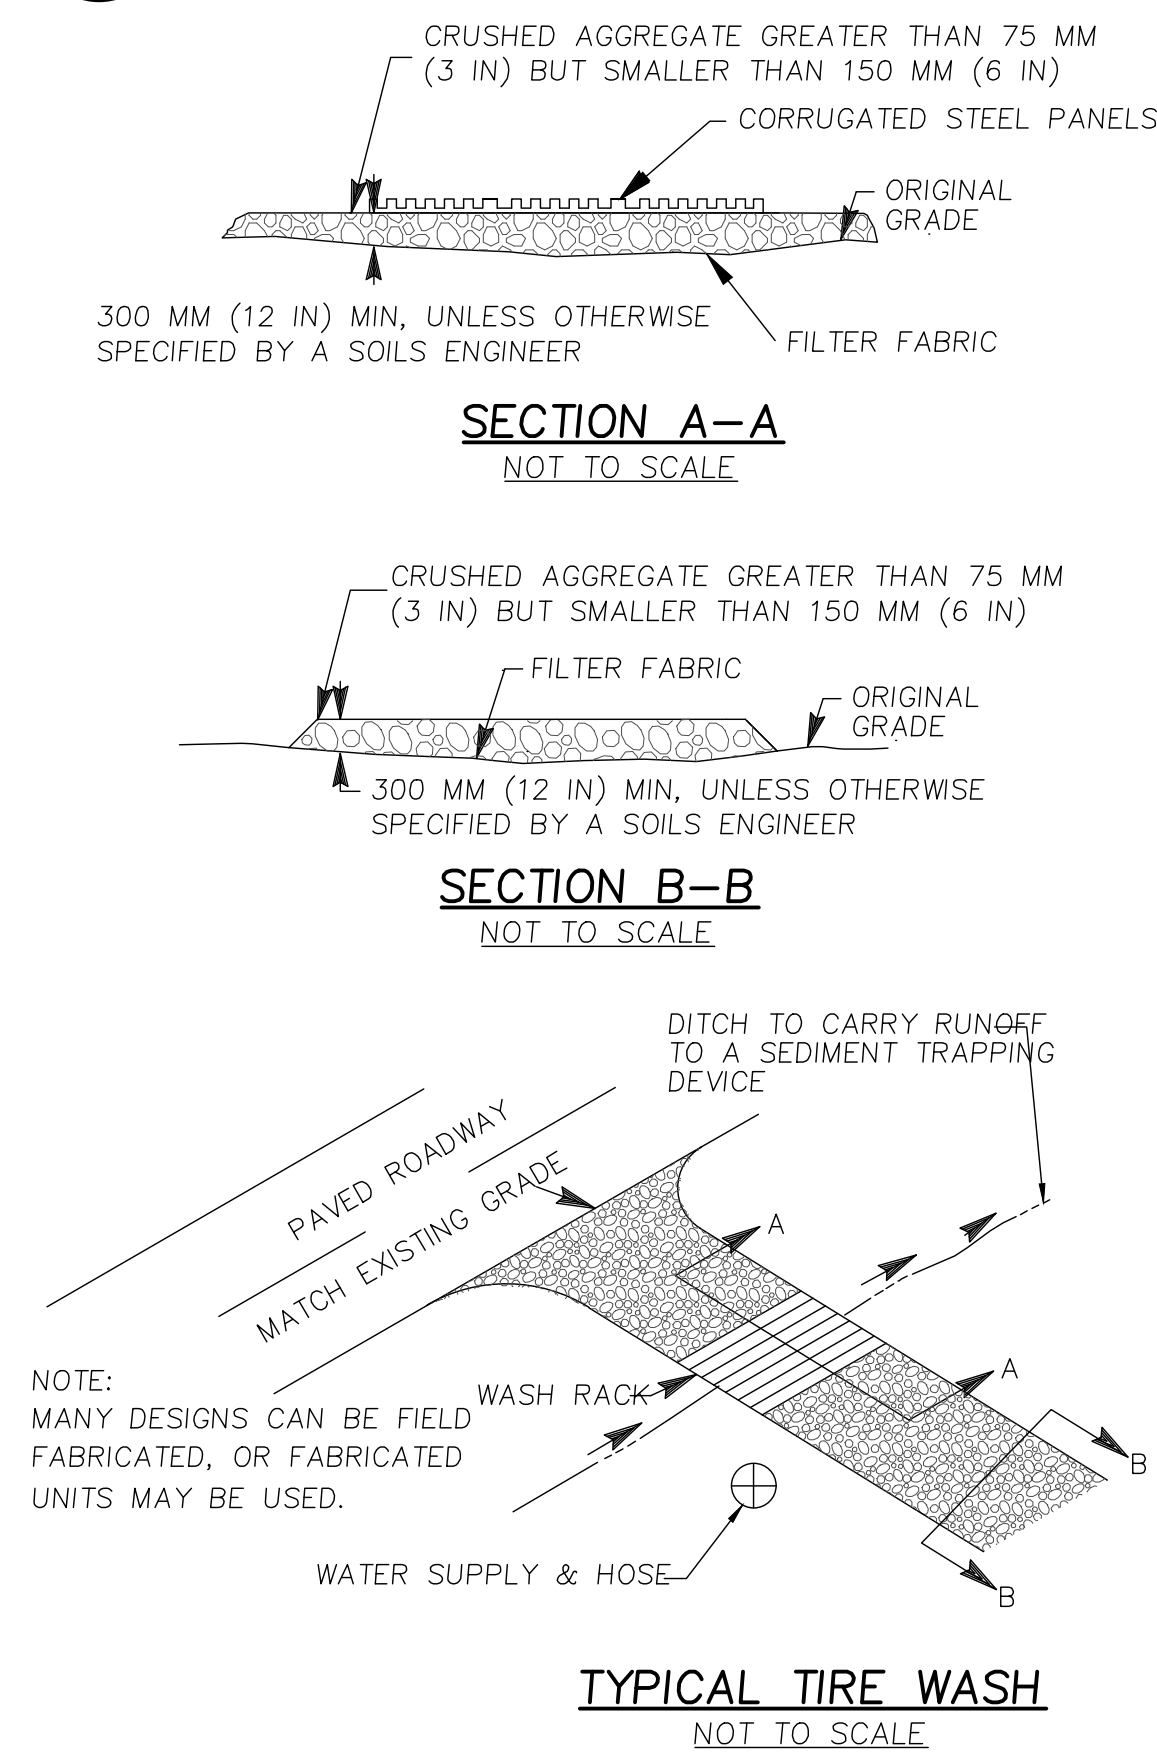 CRUSHED AGGREGATE GREATER THAN 75 MM
(3 IN) BUT SMALLER THAN 150 MM (6 IN)
CORRUGATED STEEL PANELS
ORIGINAL
GRADE
300 MM (12 IN) MIN, UNLESS OTHERWISE
SPECIFIED BY A SOILS ENGINEER
FILTER FABRIC
SECTION A-A
NOT TO SCALE
CRUSHED AGGREGATE GREATER THAN 75 MM
(3 IN) BUT SMALLER THAN 150 MM (6 IN)
FILTER FABRIC
ORIGINAL
GRADE
300 MM (12 IN) MIN, UNLESS OTHERWISE
SPECIFIED BY A SOILS ENGINEER
SECTION B-B
NOT TO SCALE
DITCH TO CARRY RUNOFF
TO A SEDIMENT TRAPPING
DEVICE
PAVED ROADWAY
MATCH EXISTING GRADE
A
A
NOTE:
MANY DESIGNS CAN BE FIELD
FABRICATED, OR FABRICATED
UNITS MAY BE USED.
WASH RACK
B
WATER SUPPLY & HOSE
B
TYPICAL TIRE WASH
NOT TO SCALE